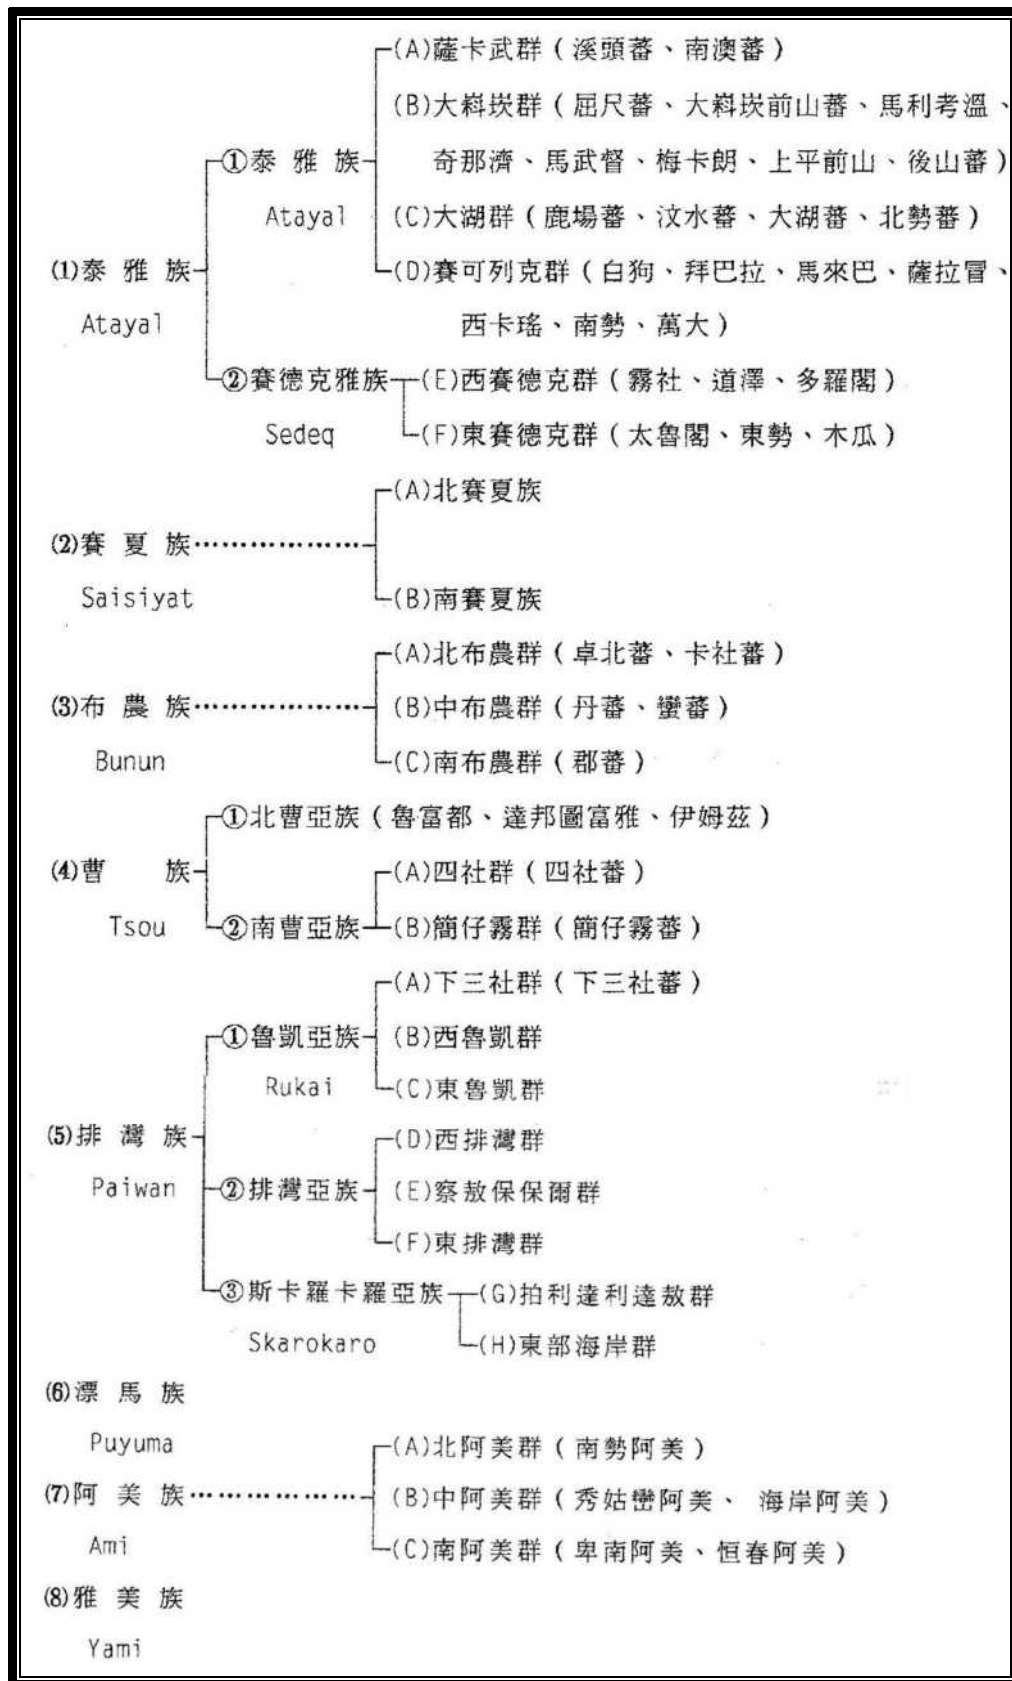 (A)薩卡武群（溪頭蕃、南澳蕃）
(B)大嵙崁群（屈尺蕃、大嵙崁前山蕃、馬利考溫、
①泰雅族 奇那濟、馬武督、梅卡朗、上平前山、後山蕃）
Atayal (C)大湖群（鹿場蕃、汶水蕃、大湖蕃、北勢蕃）
(1)泰雅族 (D)賽可列克群（白狗、拜巴拉、馬來巴、薩拉冒、
Atayal 西卡瑤、南勢、萬大）
②賽德克雅族 (E)西賽德克群（霧社、道澤、多羅閣）
Sedeq (F)東賽德克群（太魯閣、東勢、木瓜）
(A)北賽夏族
(2)賽夏族………………
Saisiyat (B)南賽夏族
(A)北布農群（卓北蕃、卡社蕃）
(3)布農族……………… (B)中布農群（丹蕃、蠻蕃）
Bunun (C)南布農群（郡蕃）
①北曹亞族（魯富都、達邦圖富雅、伊姆茲）
(4)曹 族 (A)四社群（四社蕃）
Tsou ②南曹亞族 (B)簡仔霧群（簡仔霧蕃）
(A)下三社群（下三社蕃）
①魯凱亞族 (B)西魯凱群
Rukai (C)東魯凱群
(5)排灣族 (D)西排灣群
Paiwan ②排灣亞族 (E)察敖保保爾群
(F)東排灣群
③斯卡羅卡羅亞族 (G)拍利達利達敖群
Skarokaro (H)東部海岸群
(6)漂馬族
Puyuma (A)北阿美群（南勢阿美）
(7)阿美族……………… (B)中阿美群（秀姑巒阿美、 海岸阿美）
Ami (C)南阿美群（卑南阿美、恒春阿美）
(8)雅美族
Yami